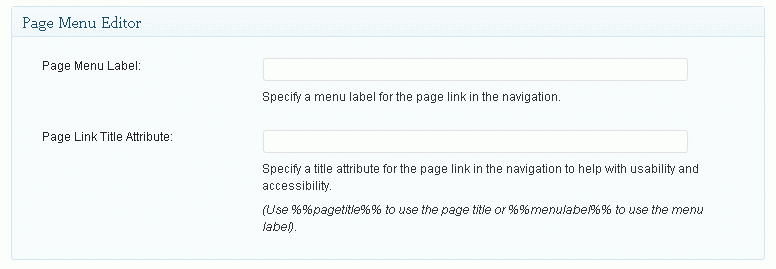 Page Menu Editor
Page Menu Label:
Specify a menu label for the page link in the navigation.
Page Link Title Attribute:
Specify a title attribute for the page link in the navigation to help with usability and
accessibility.
(Use %%pagetitle%% to use the page title or %%menulabel%% to use the menu
label).